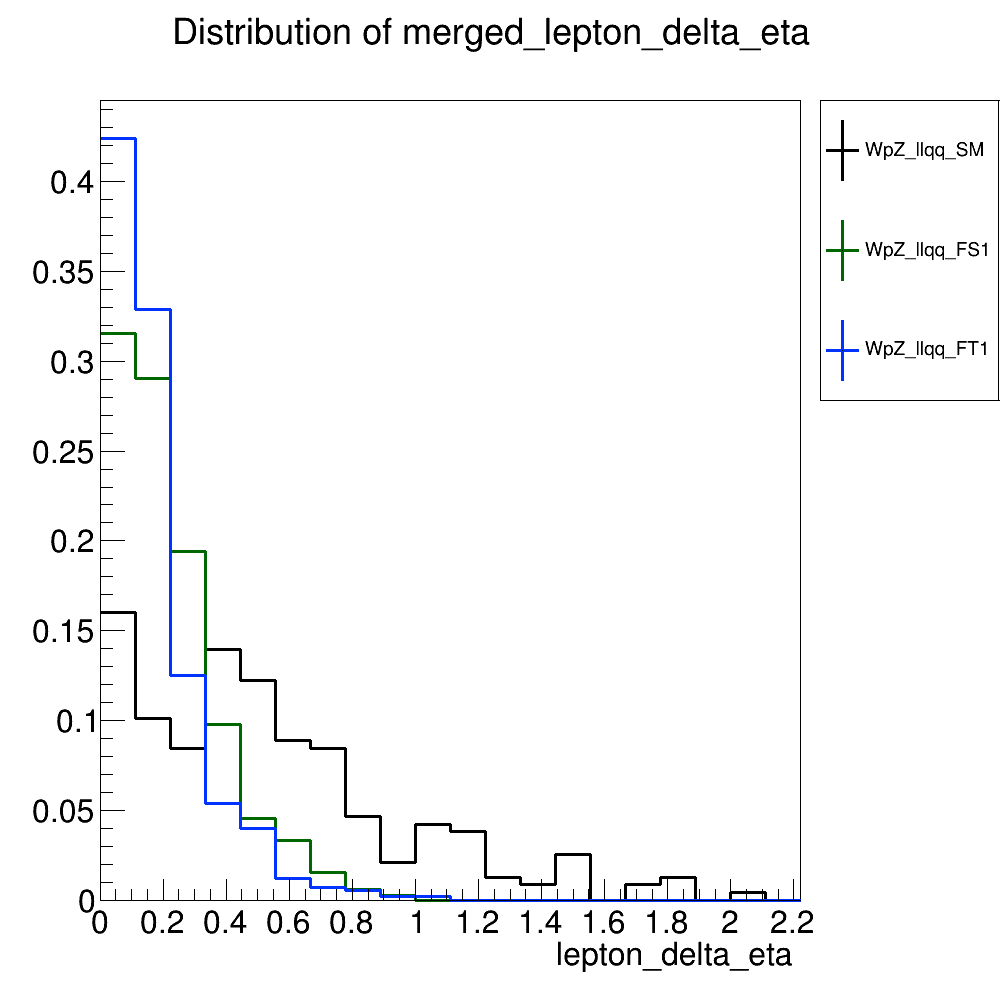 Distribution of merged_lepton_delta_eta
WpZ_llqq_SM
WpZ_llqq_FS1
WpZ_llqq_FT1
0.4
0.35
0.3
0.25
0.2
0.15
0.1
0.05
0
0 0.2 0.4 0.6 0.8 1 1.2 1.4 1.6 1.8 2 2.2
lepton_delta_eta